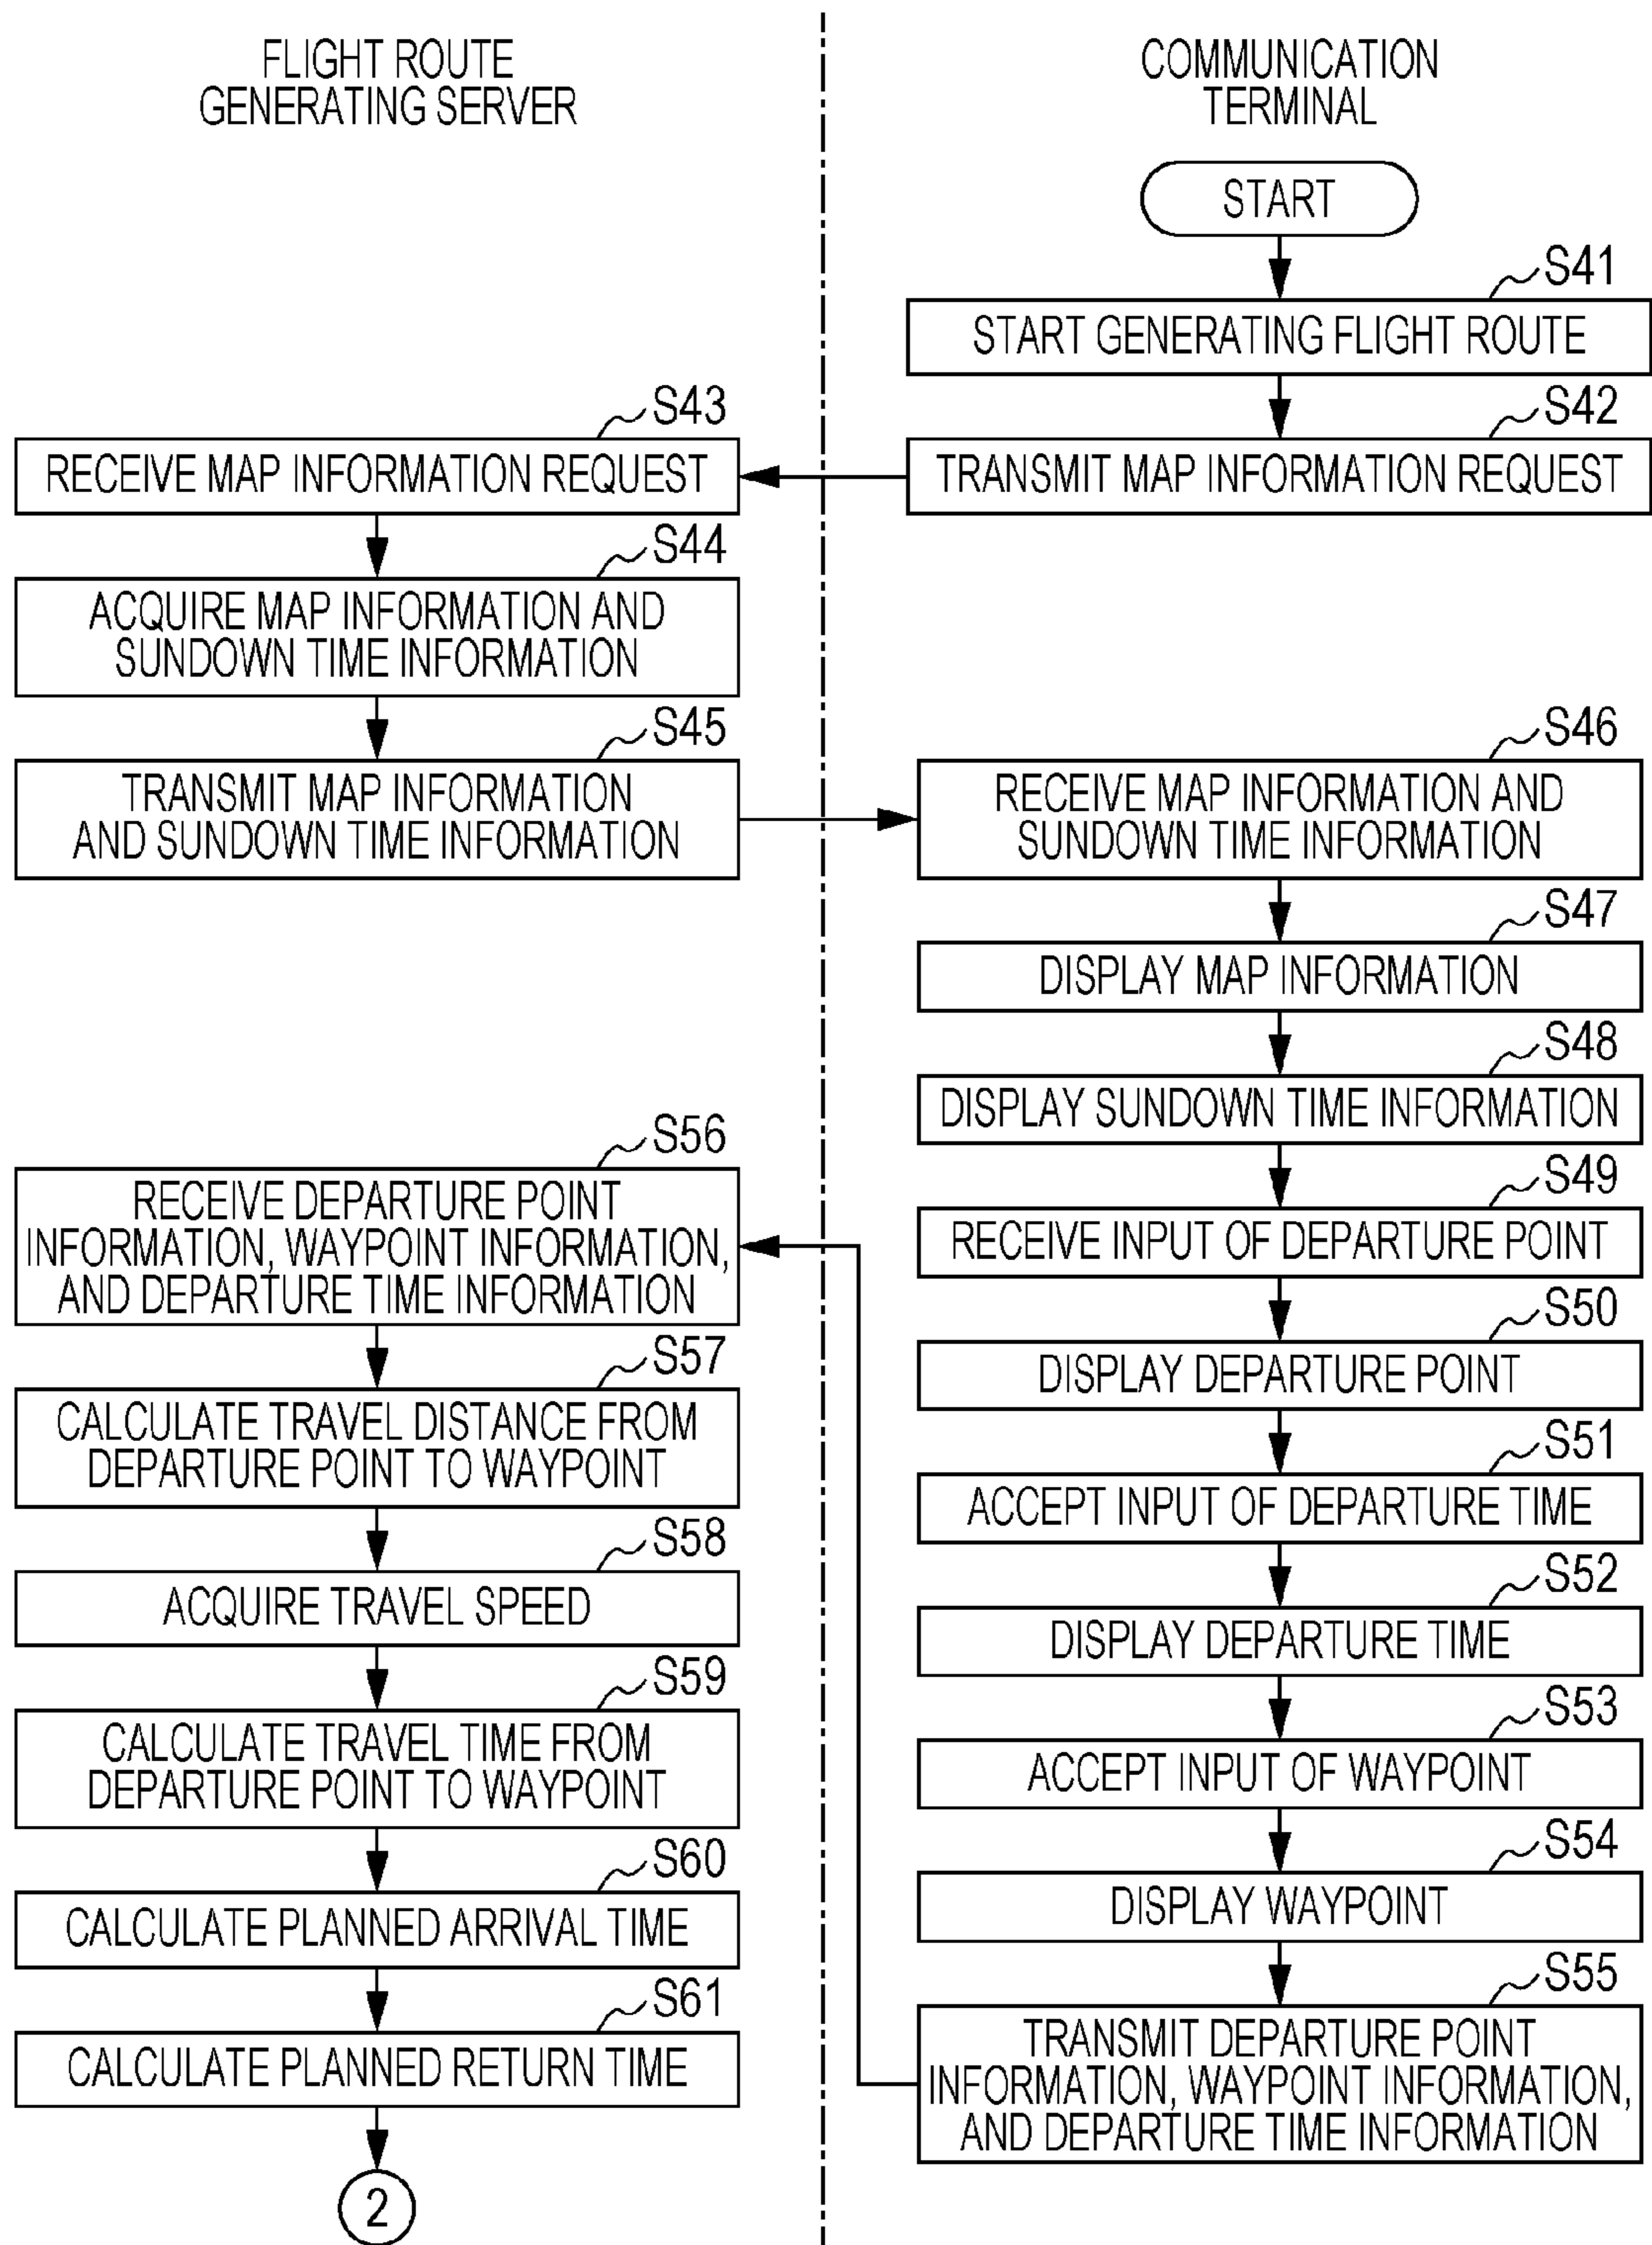 FLIGHT ROUTE
GENERATING SERVER
COMMUNICATION
TERMINAL
START
S41
START GENERATING FLIGHT ROUTE
S42
TRANSMIT MAP INFORMATION REQUEST
S43
RECEIVE MAP INFORMATION REQUEST
S44
ACQUIRE MAP INFORMATION AND
SUNDOWN TIME INFORMATION
S45
TRANSMIT MAP INFORMATION
AND SUNDOWN TIME INFORMATION
S46
RECEIVE MAP INFORMATION AND
SUNDOWN TIME INFORMATION
S47
DISPLAY MAP INFORMATION
S48
DISPLAY SUNDOWN TIME INFORMATION
S49
RECEIVE INPUT OF DEPARTURE POINT
S50
DISPLAY DEPARTURE POINT
S51
ACCEPT INPUT OF DEPARTURE TIME
S52
DISPLAY DEPARTURE TIME
S53
ACCEPT INPUT OF WAYPOINT
S54
DISPLAY WAYPOINT
S55
TRANSMIT DEPARTURE POINT
INFORMATION, WAYPOINT INFORMATION,
AND DEPARTURE TIME INFORMATION
S56
RECEIVE DEPARTURE POINT
INFORMATION, WAYPOINT INFORMATION,
AND DEPARTURE TIME INFORMATION
S57
CALCULATE TRAVEL DISTANCE FROM
DEPARTURE POINT TO WAYPOINT
S58
ACQUIRE TRAVEL SPEED
S59
CALCULATE TRAVEL TIME FROM
DEPARTURE POINT TO WAYPOINT
S60
CALCULATE PLANNED ARRIVAL TIME
S61
CALCULATE PLANNED RETURN TIME
2